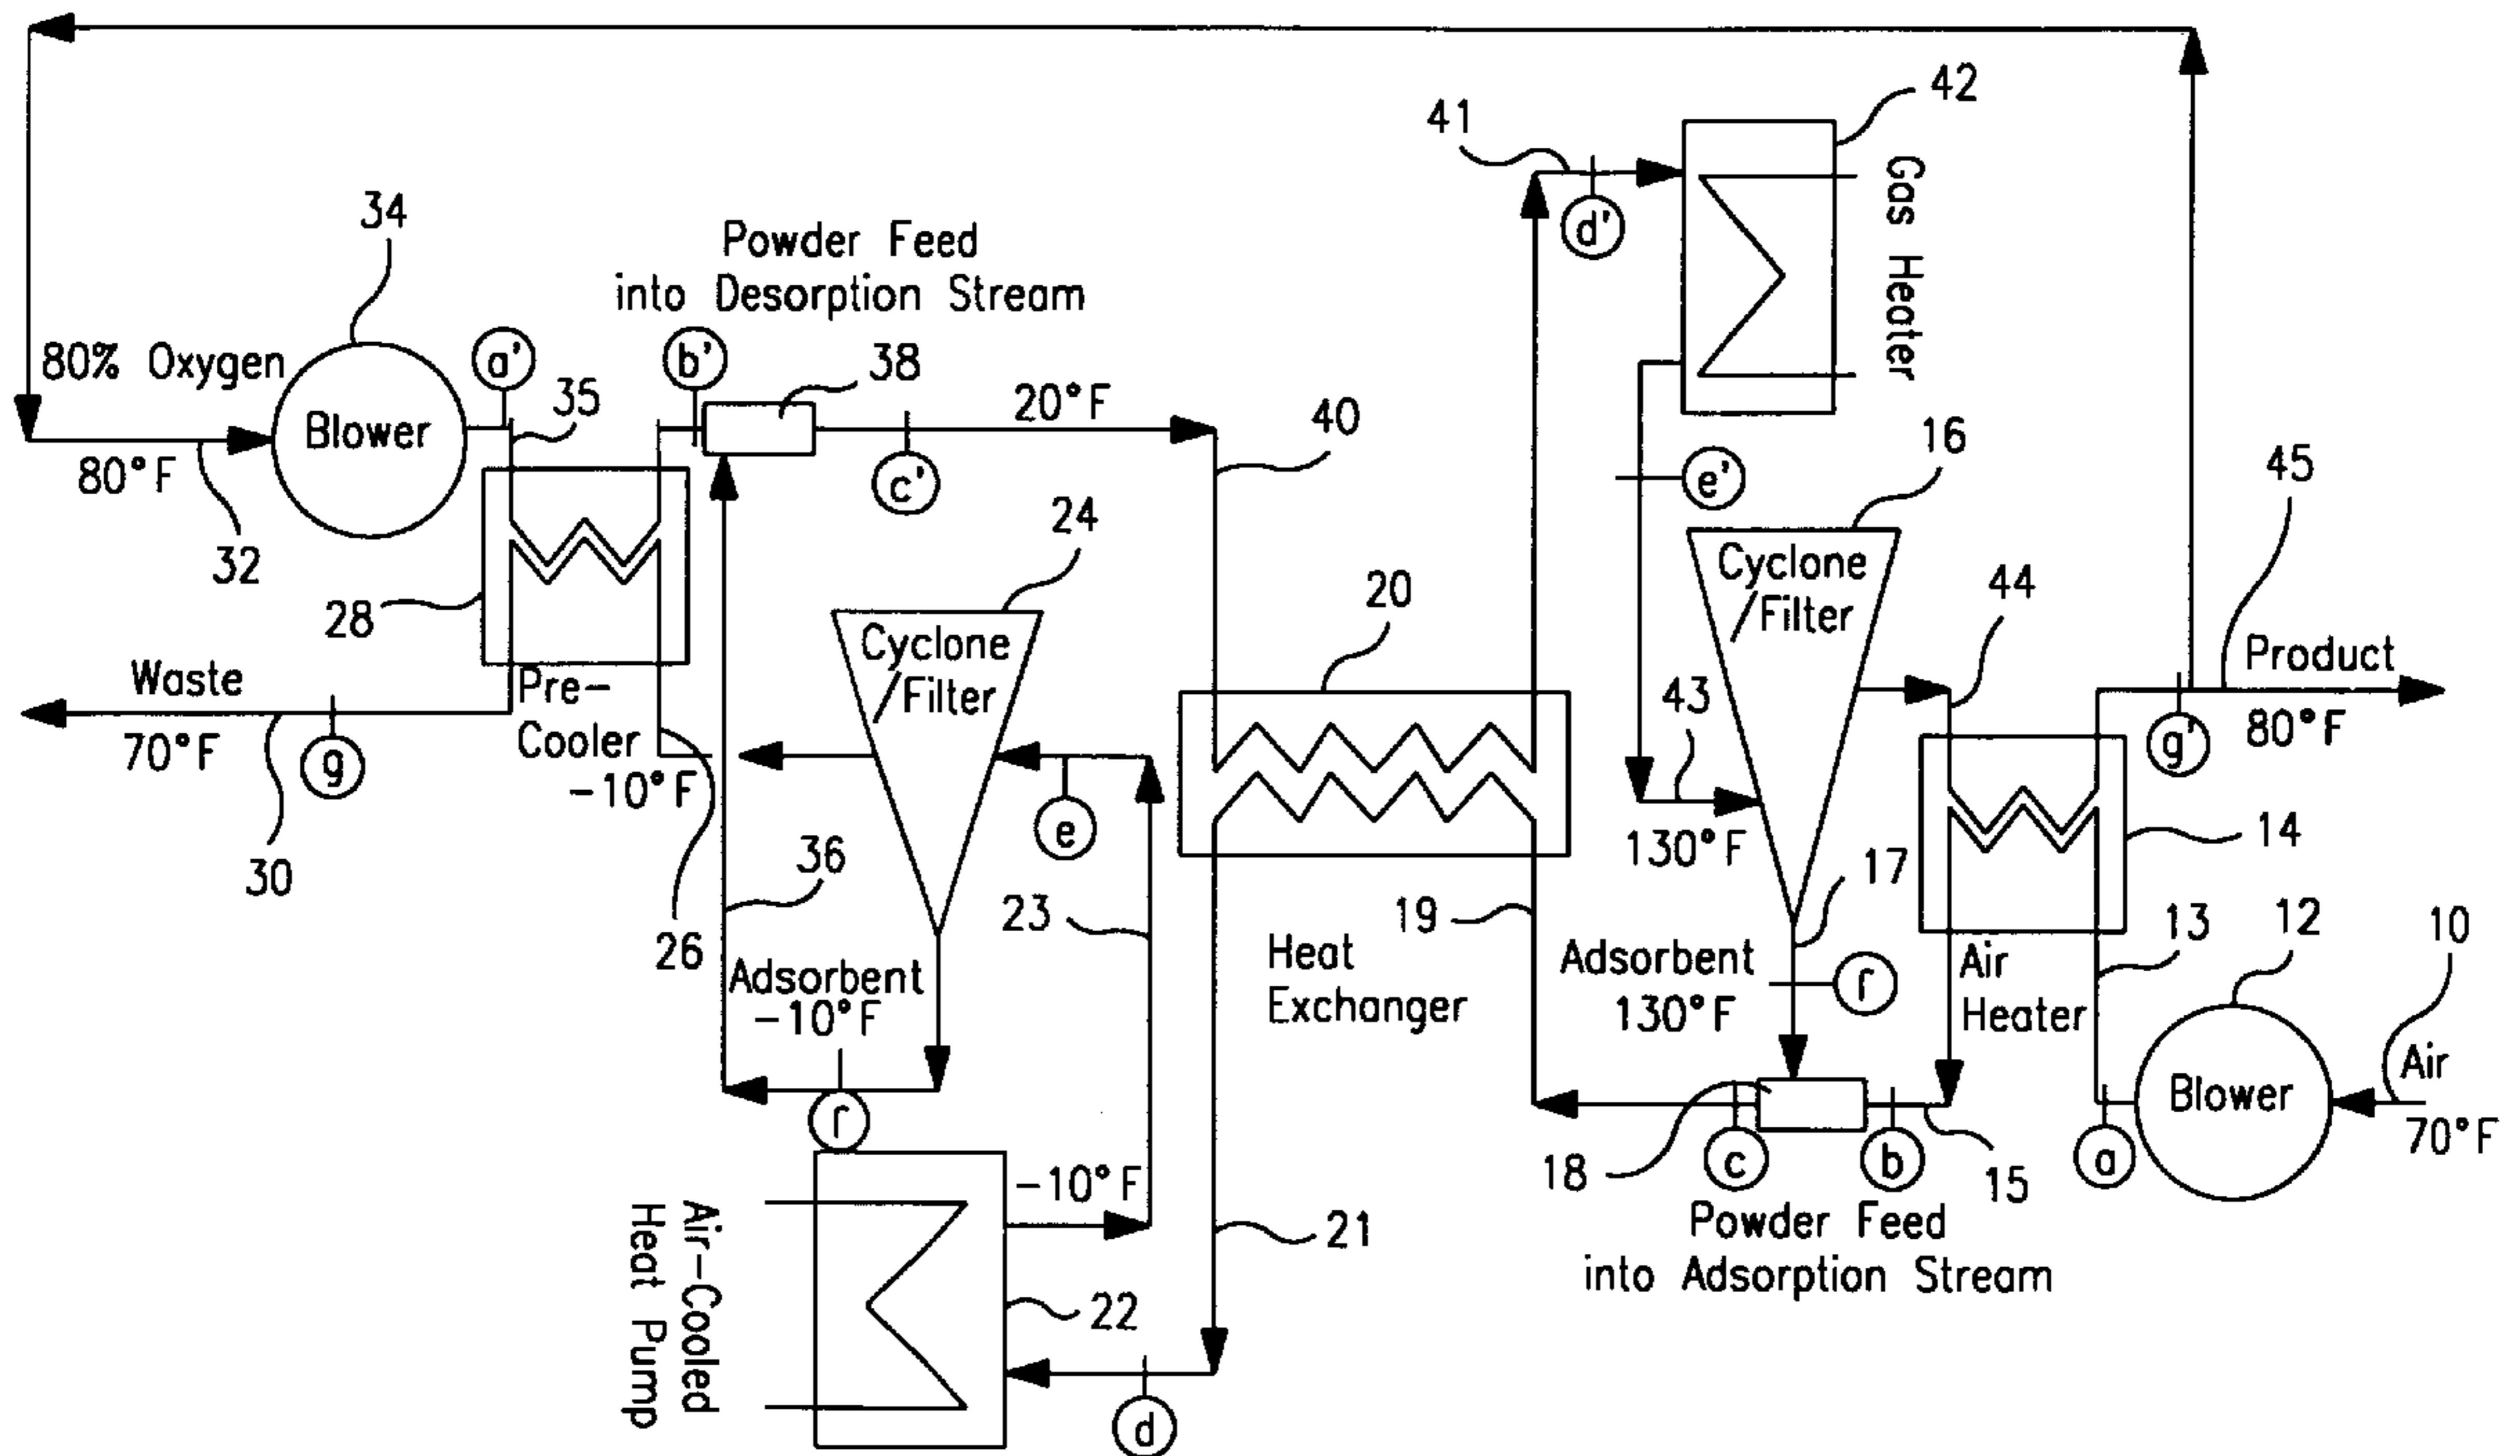 42
41
Gas Heater
34
Powder Feed
into Desorption Stream
d'
80% Oxygen
a'
b'
38
35
20°F
40
16
Blower
80°F
c'
e'
45
32
24
Cyclone
/Filter
44
20
28
Cyclone
/Filter
Waste
Pre-
Cooler
43
Product
70°F
g
-10°F
e
g'
80°F
130°F
14
36
17
30
23
19
13
12
10
26
Adsorbent
-10°F
Heat
Exchanger
Adsorbent
130°F
f
Air
Heater
Air
Blower
70°F
f
18
c
b
15
a
-10°F
Powder Feed
into Adsorption Stream
21
Air-Cooled
Heat Pump
22
d